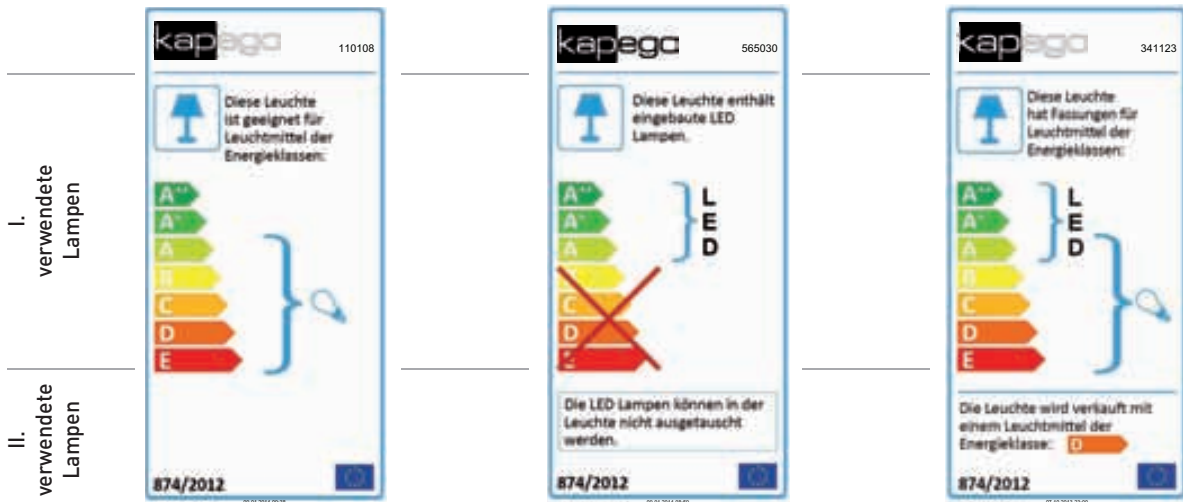 I.
verwendete
Lampen
II.
verwendete
Lampen
kapego
110108
Diese Leuchte
ist geeignet für
Leuchtmittel der
Energieklassen:
A++
A+
A
B
C
D
E
874/2012
kapego
565030
Diese Leuchte enthält
eingebaute LED
Lampen.
A++
A+
A
C
D
L
E
D
Die LED Lampen können in der
Leuchte nicht ausgetauscht
werden.
874/2012
kapego
341123
Diese Leuchte
hat Fassungen für
Leuchtmittel der
Energieklassen:
A++
A+
A
B
C
D
E
L
E
D
Die Leuchte wird verkauft mit
einem Leuchtmittel der
Energieklasse: D
874/2012